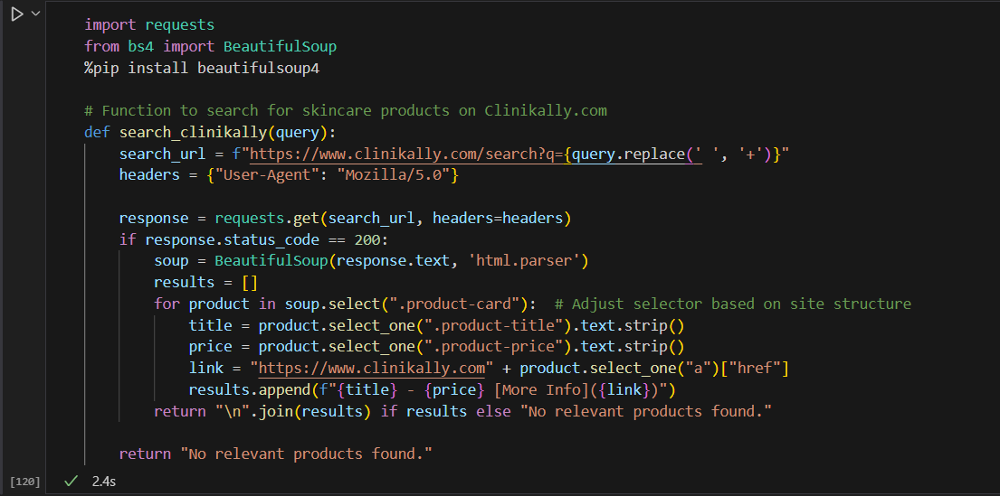 import requests
from bs4 import BeautifulSoup
%pip install beautifulsoup4

# Function to search for skincare products on Clinikally.com
def search_clinikally(query):
    search_url = f"https://www.clinikally.com/search?q={query.replace(' ', '+')}"
    headers = {"User-Agent": "Mozilla/5.0"}

    response = requests.get(search_url, headers=headers)
    if response.status_code == 200:
        soup = BeautifulSoup(response.text, 'html.parser')
        results = []
        for product in soup.select(".product-card"):  # Adjust selector based on site structure
            title = product.select_one(".product-title").text.strip()
            price = product.select_one(".product-price").text.strip()
            link = "https://www.clinikally.com" + product.select_one("a")["href"]
            results.append(f"{title} - {price} [More Info]({link})")
        return "\n".join(results) if results else "No relevant products found."

    return "No relevant products found."
[120] 2.4s